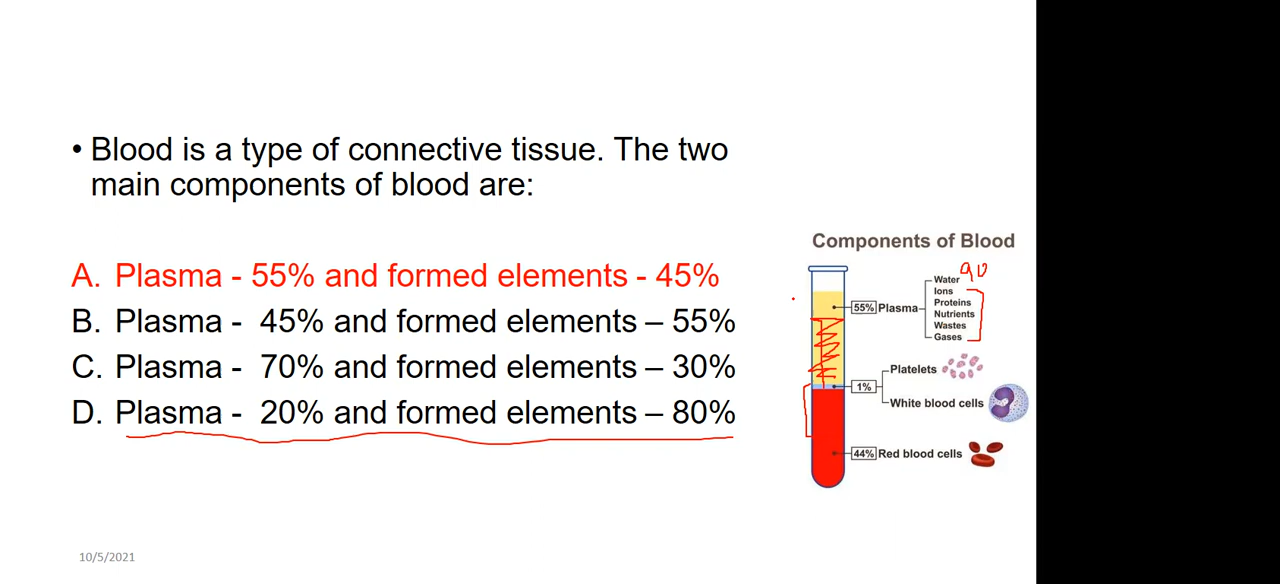 • Blood is a type of connective tissue. The two
main components of blood are:
A. Plasma - 55% and formed elements - 45%
B. Plasma - 45% and formed elements – 55%
C. Plasma - 70% and formed elements – 30%
D. Plasma - 20% and formed elements – 80%
Components of Blood
Water 90
Ions
55% Plasma Proteins
Nutrients
Wastes
Gases
Platelets
1%
White blood cells
44% Red blood cells
10/5/2021